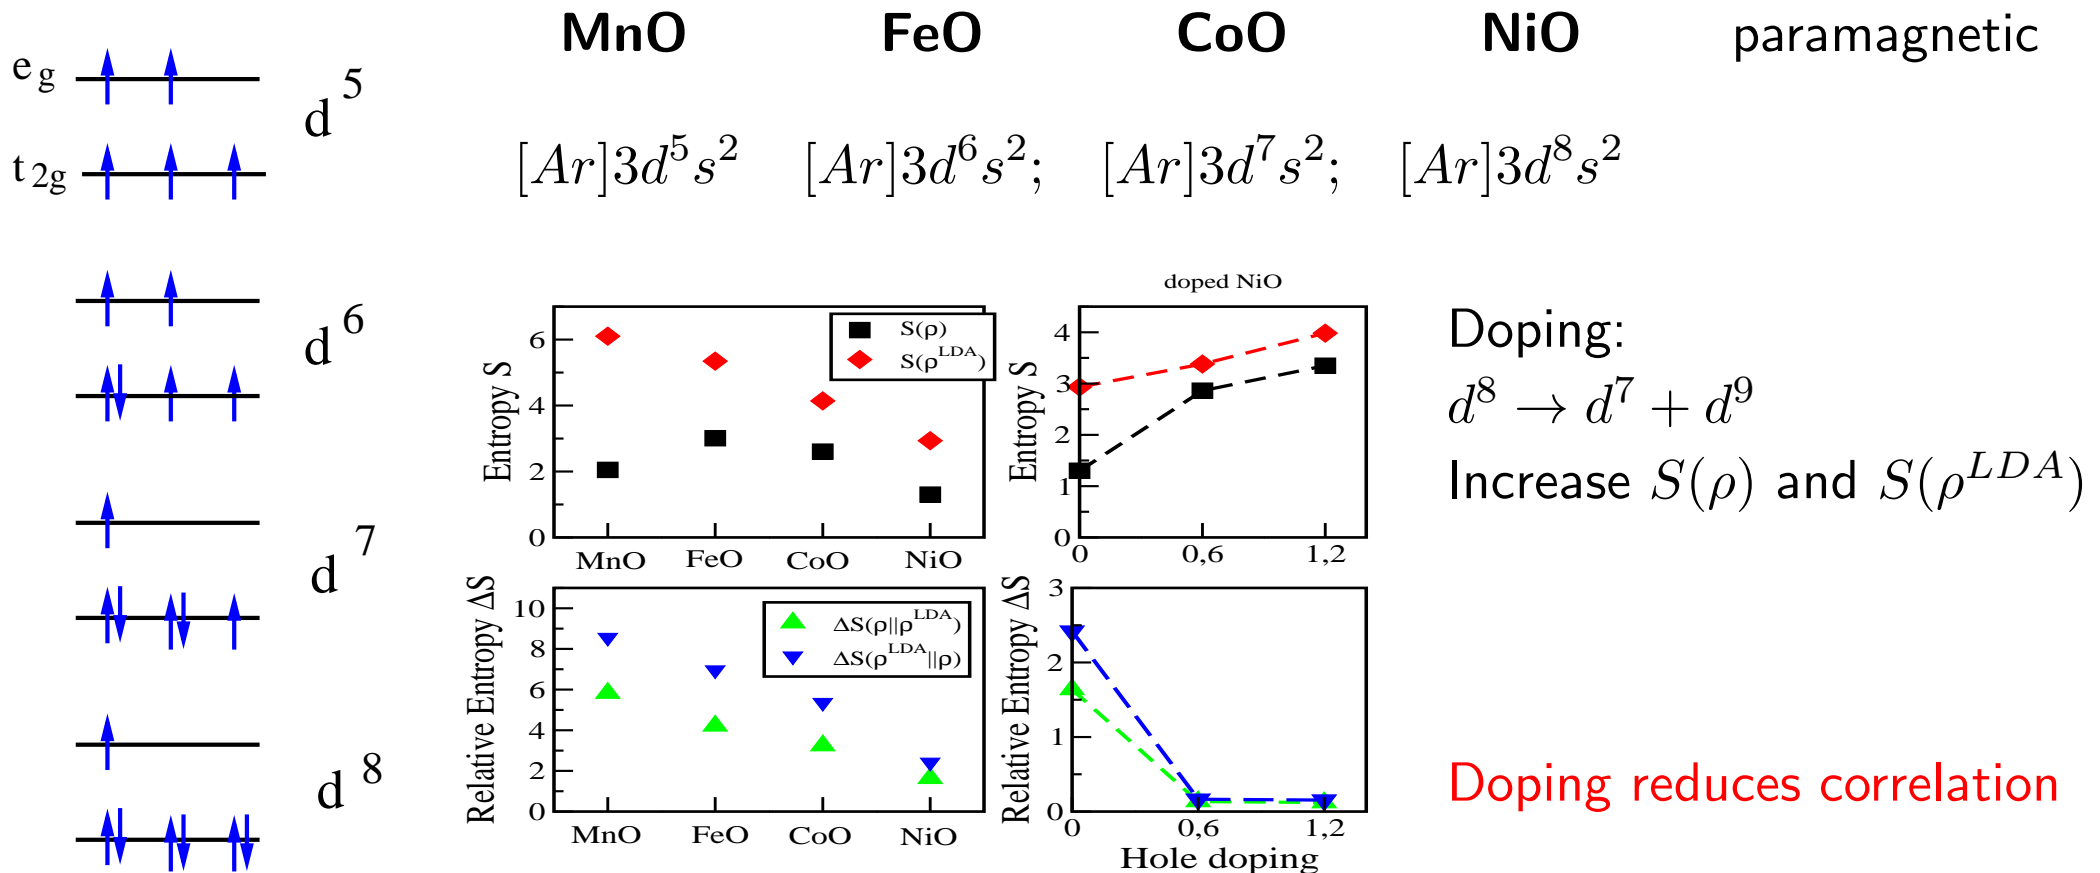 MnO FeO CoO NiO paramagnetic
e_g
d^5
t_{2g}
[Ar]3d^5s^2 [Ar]3d^6s^2; [Ar]3d^7s^2; [Ar]3d^8s^2
d^6
d^7
d^8
Entropy S
6
4
2
0
S(ρ)
S(ρ^{LDA})
MnO FeO CoO NiO
doped NiO
Entropy S
4
3
2
1
0
0 0,6 1,2
Doping:
d^8 → d^7 + d^9
Increase S(ρ) and S(ρ^{LDA})
Relative Entropy ΔS
10
8
6
4
2
0
ΔS(ρ||ρ^{LDA})
ΔS(ρ^{LDA}||ρ)
MnO FeO CoO NiO
Relative Entropy ΔS
3
2
1
0
0 0,6 1,2
Hole doping
Doping reduces correlation